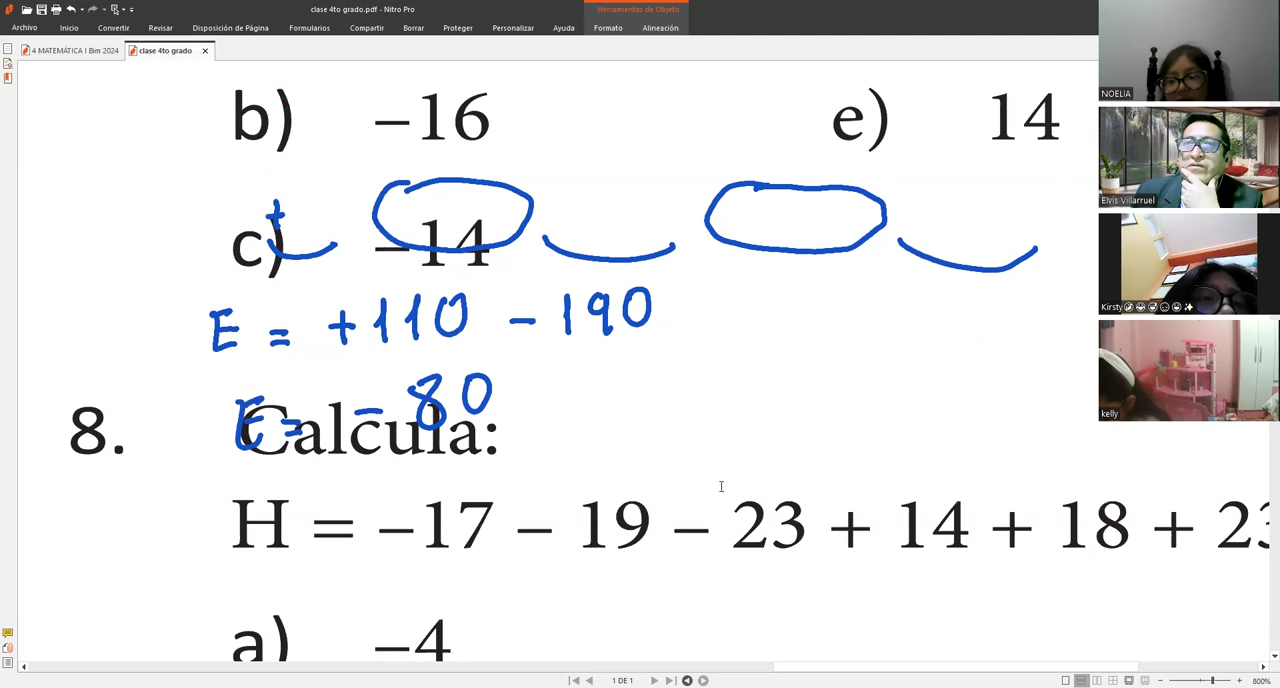 clase 4to grado.pdf - Nitro Pro
Herramientas de Objeto
Archivo Inicio Convertir Revisar Disposición de Página Formularios Compartir Borrar Proteger Personalizar Ayuda Formato Alineación
4 MATEMÁTICA I Bim 2024 clase 4to grado
NOELIA
Elvis Villarruel
Kirsty
kelly
b) –16 e) 14
+
c) –14
E = +110 - 190
E = - 80
8. Calcula:
H = –17 – 19 – 23 + 14 + 18 + 23
a) –4
1 DE 1
800%